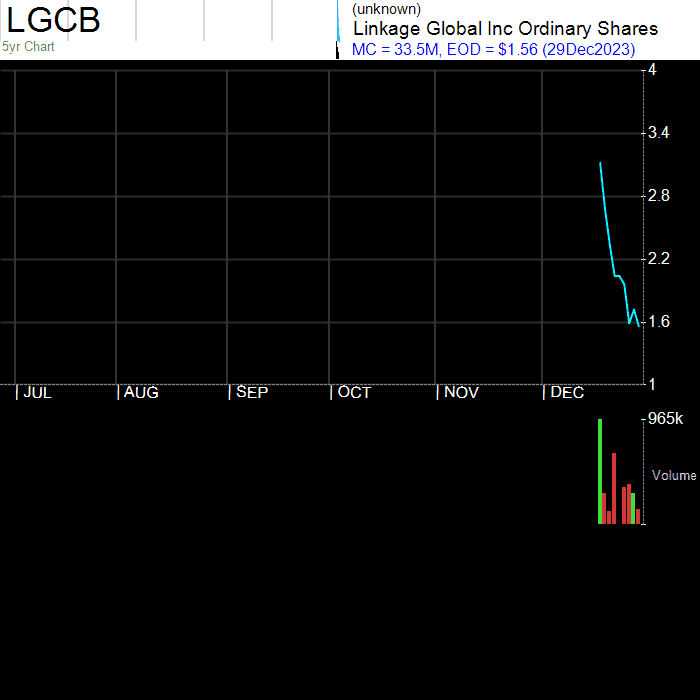 LGCB
5yr Chart
(unknown)
Linkage Global Inc Ordinary Shares
MC = 33.5M, EOD = $1.56 (29Dec2023)
4
3.4
2.8
2.2
1.6
1
| JUL | AUG | SEP | OCT | NOV | DEC
965k
Volume